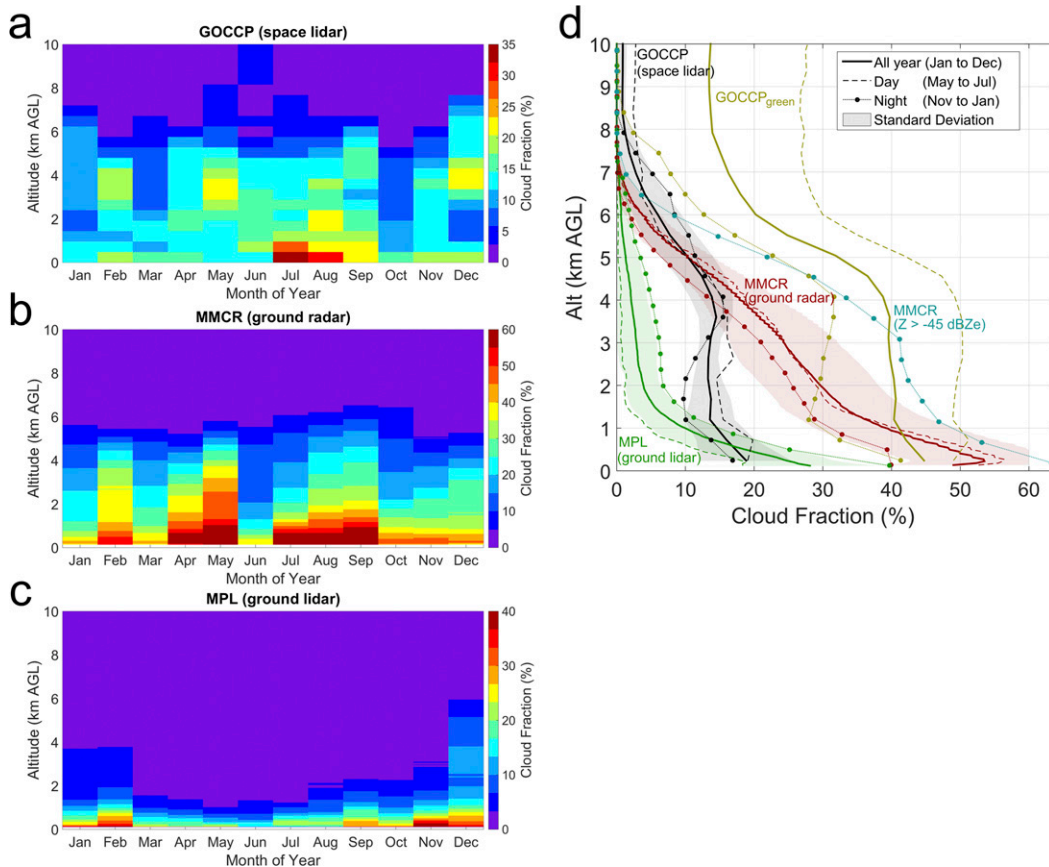 a
GOCCP (space lidar)
10
8
6
4
2
0
Altitude (km AGL)
Jan Feb Mar Apr May Jun Jul Aug Sep Oct Nov Dec
Month of Year
35
30
25
20
15
10
5
3
0
Cloud Fraction (%)
b
MMCR (ground radar)
10
8
6
4
2
0
Altitude (km AGL)
Jan Feb Mar Apr May Jun Jul Aug Sep Oct Nov Dec
Month of Year
60
50
40
30
20
10
0
Cloud Fraction (%)
c
MPL (ground lidar)
10
8
6
4
2
0
Altitude (km AGL)
Jan Feb Mar Apr May Jun Jul Aug Sep Oct Nov Dec
Month of Year
40
30
20
10
0
Cloud Fraction (%)
d
10
9
8
7
6
5
4
3
2
1
0
Alt (km AGL)
GOCCP
(space lidar)
GOCCPgreen
All year (Jan to Dec)
Day (May to Jul)
Night (Nov to Jan)
Standard Deviation
MMCR
(ground radar)
MMCR
(Z > -45 dBZe)
MPL
(ground lidar)
0 10 20 30 40 50 60
Cloud Fraction (%)